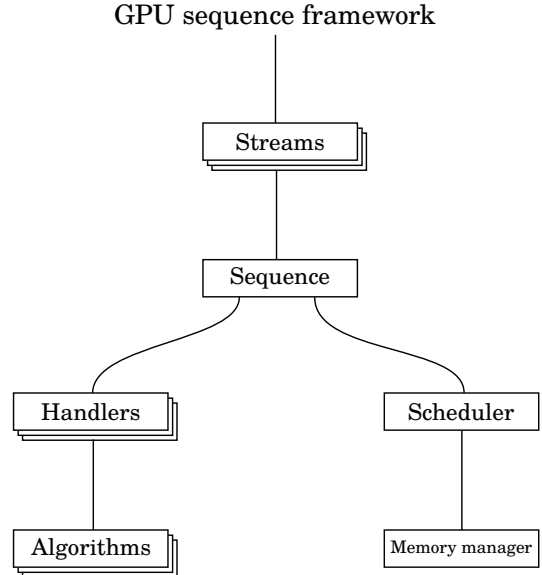 GPU sequence framework
Streams
Sequence
Handlers
Scheduler
Algorithms
Memory manager